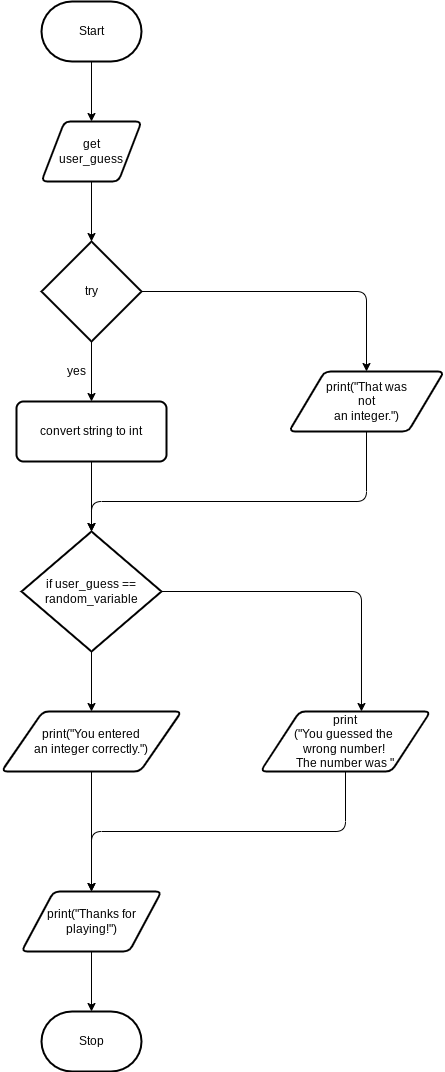 Start
get
user_guess
try
yes
print("That was
not
an integer.")
convert string to int
if user_guess ==
random_variable
print("You entered
an integer correctly.")
print
("You guessed the
wrong number!
The number was "
print("Thanks for
playing!")
Stop